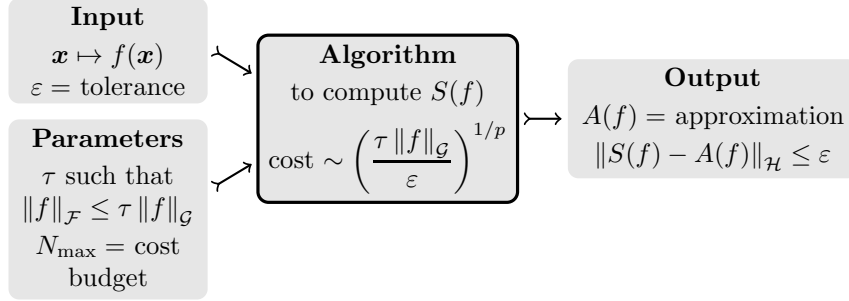 Input
𝒙 ↦ f(𝒙)
ε = tolerance
Parameters
τ such that
‖f‖_𝓕 ≤ τ ‖f‖_𝓖
N_max = cost
budget
Algorithm
to compute S(f)
cost ∼ (τ ‖f‖_𝓖 / ε)^{1/p}
Output
A(f) = approximation
‖S(f) − A(f)‖_𝓗 ≤ ε